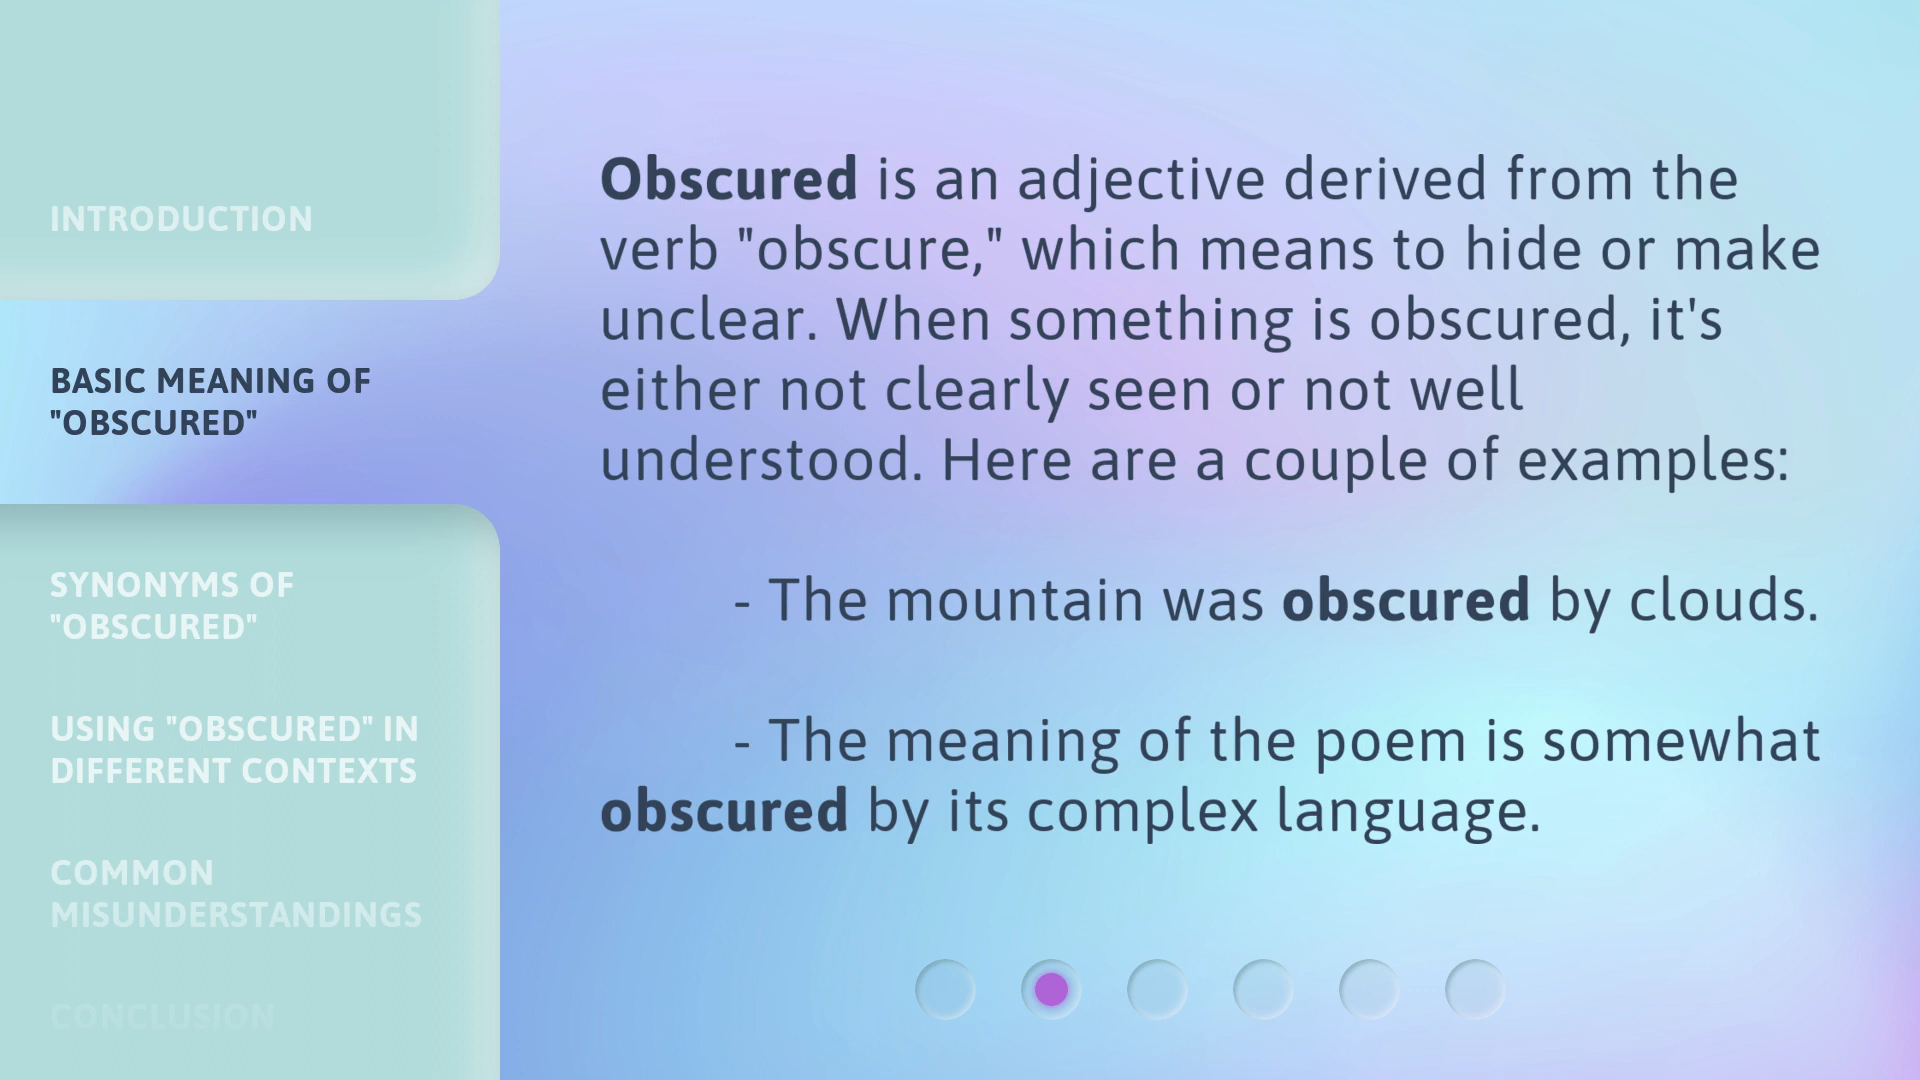 INTRODUCTION
BASIC MEANING OF
"OBSCURED"
SYNONYMS OF
"OBSCURED"
USING "OBSCURED" IN
DIFFERENT CONTEXTS
COMMON
MISUNDERSTANDINGS
CONCLUSION
Obscured is an adjective derived from the
verb "obscure," which means to hide or make
unclear. When something is obscured, it's
either not clearly seen or not well
understood. Here are a couple of examples:
- The mountain was obscured by clouds.
- The meaning of the poem is somewhat
obscured by its complex language.